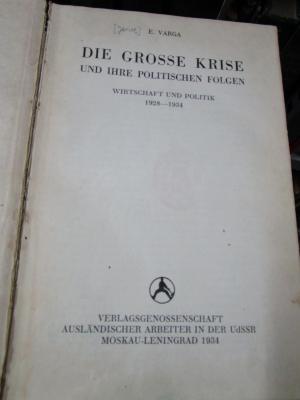 [Jenö] E. VARGA
DIE GROSSE KRISE
UND IHRE POLITISCHEN FOLGEN
WIRTSCHAFT UND POLITIK
1928—1934
VERLAGSGENOSSENSCHAFT
AUSLÄNDISCHER ARBEITER IN DER UdSSR
MOSKAU-LENINGRAD 1934